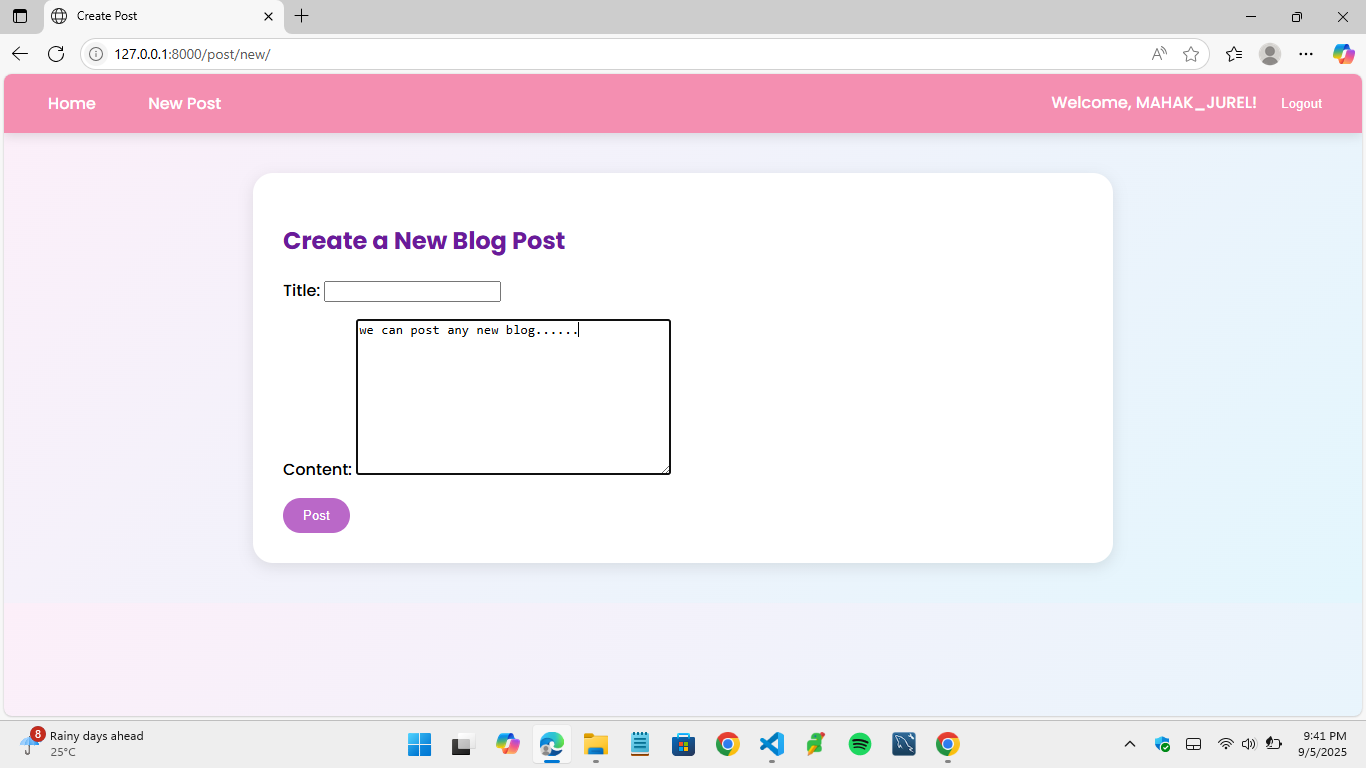 Create Post
127.0.0.1:8000/post/new/
Home New Post Welcome, MAHAK_JUREL! Logout
Create a New Blog Post
Title:
we can post any new blog......
Content:
Post
8 Rainy days ahead
25°C
9:41 PM
9/5/2025